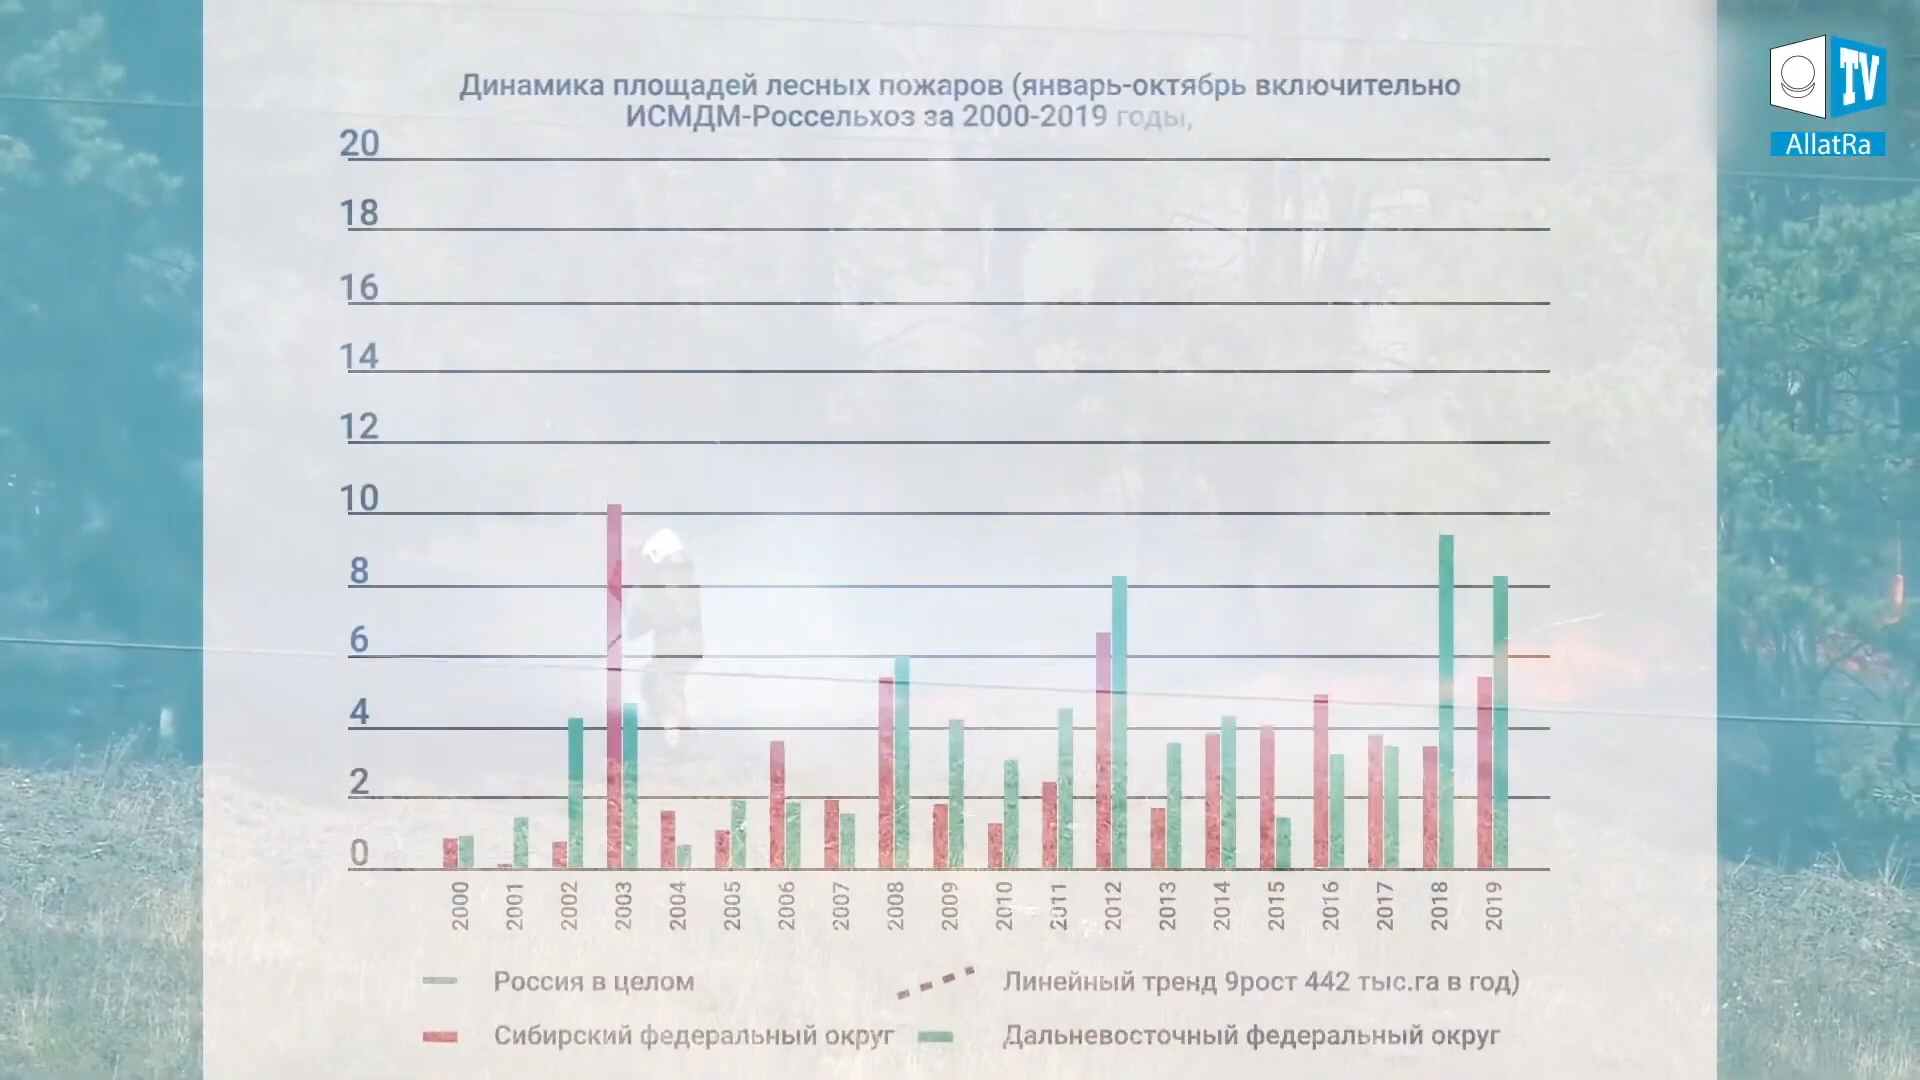 Динамика площадей лесных пожаров (январь-октябрь включительно
ИСМДМ-Россельхоз за 2000-2019 годы,
TV
AllatRa
20
18
16
14
12
10
8
6
4
2
0
2000 2001 2002 2003 2004 2005 2006 2007 2008 2009 2010 2011 2012 2013 2014 2015 2016 2017 2018 2019
Россия в целом Линейный тренд 9рост 442 тыс.га в год)
Сибирский федеральный округ Дальневосточный федеральный округ